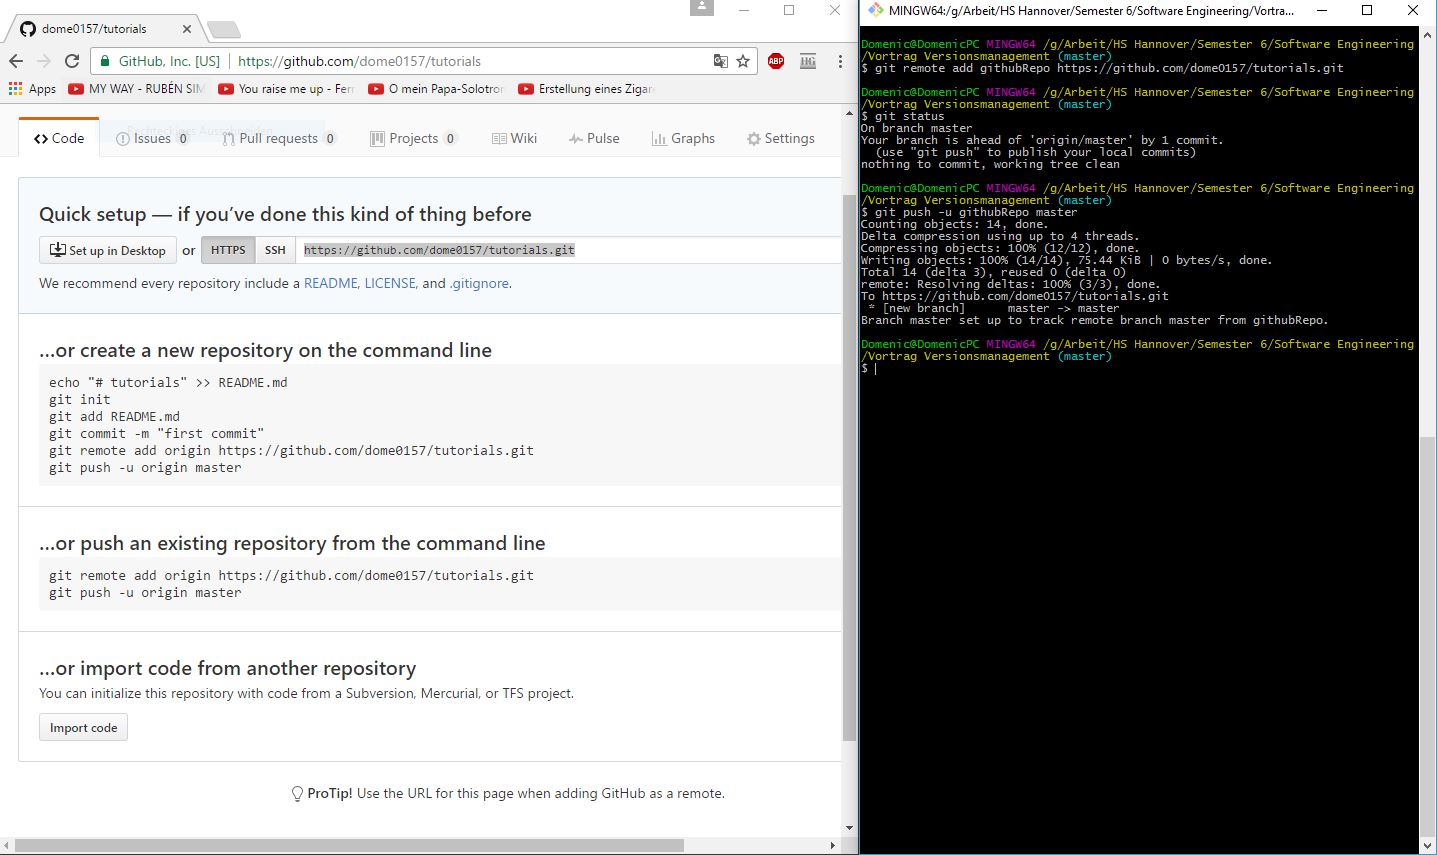 dome0157/tutorials
GitHub, Inc. [US] https://github.com/dome0157/tutorials
ABP
Apps MY WAY - RUBÉN SIM You raise me up - Ferr O mein Papa-Solotron Erstellung eines Zigar
Code Issues 0 Pull requests 0 Projects 0 Wiki Pulse Graphs Settings
Quick setup — if you’ve done this kind of thing before
Set up in Desktop or HTTPS SSH https://github.com/dome0157/tutorials.git
We recommend every repository include a README, LICENSE, and .gitignore.
…or create a new repository on the command line
echo "# tutorials" >> README.md
git init
git add README.md
git commit -m "first commit"
git remote add origin https://github.com/dome0157/tutorials.git
git push -u origin master
…or push an existing repository from the command line
git remote add origin https://github.com/dome0157/tutorials.git
git push -u origin master
…or import code from another repository
You can initialize this repository with code from a Subversion, Mercurial, or TFS project.
Import code
ProTip! Use the URL for this page when adding GitHub as a remote.
MINGW64:/g/Arbeit/HS Hannover/Semester 6/Software Engineering/Vortra...
Domenic@DomenicPC MINGW64 /g/Arbeit/HS Hannover/Semester 6/Software Engineering
/Vortrag Versionsmanagement (master)
$ git remote add githubRepo https://github.com/dome0157/tutorials.git
Domenic@DomenicPC MINGW64 /g/Arbeit/HS Hannover/Semester 6/Software Engineering
/Vortrag Versionsmanagement (master)
$ git status
On branch master
Your branch is ahead of 'origin/master' by 1 commit.
(use "git push" to publish your local commits)
nothing to commit, working tree clean
Domenic@DomenicPC MINGW64 /g/Arbeit/HS Hannover/Semester 6/Software Engineering
/Vortrag Versionsmanagement (master)
$ git push -u githubRepo master
Counting objects: 14, done.
Delta compression using up to 4 threads.
Compressing objects: 100% (12/12), done.
Writing objects: 100% (14/14), 75.44 KiB | 0 bytes/s, done.
Total 14 (delta 3), reused 0 (delta 0)
remote: Resolving deltas: 100% (3/3), done.
To https://github.com/dome0157/tutorials.git
* [new branch]      master -> master
Branch master set up to track remote branch master from githubRepo.
Domenic@DomenicPC MINGW64 /g/Arbeit/HS Hannover/Semester 6/Software Engineering
/Vortrag Versionsmanagement (master)
$